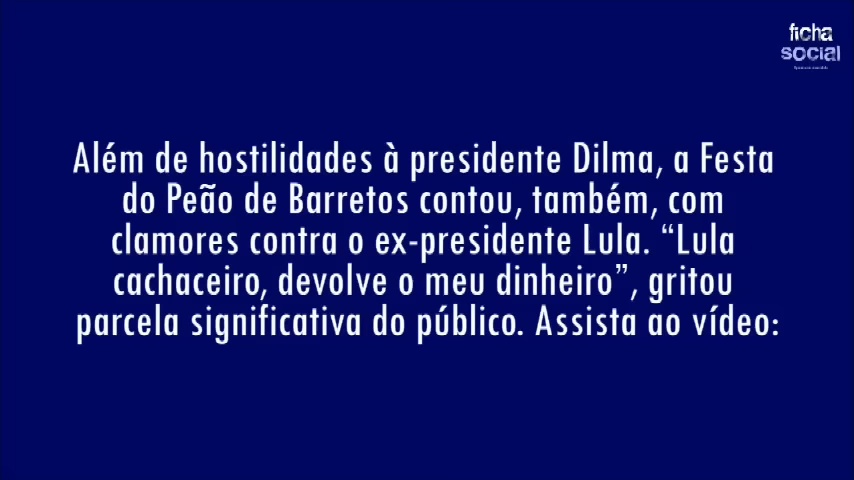 ficha
social
Além de hostilidades à presidente Dilma, a Festa
do Peão de Barretos contou, também, com
clamores contra o ex-presidente Lula. “Lula
cachaceiro, devolve o meu dinheiro”, gritou
parcela significativa do público. Assista ao vídeo: